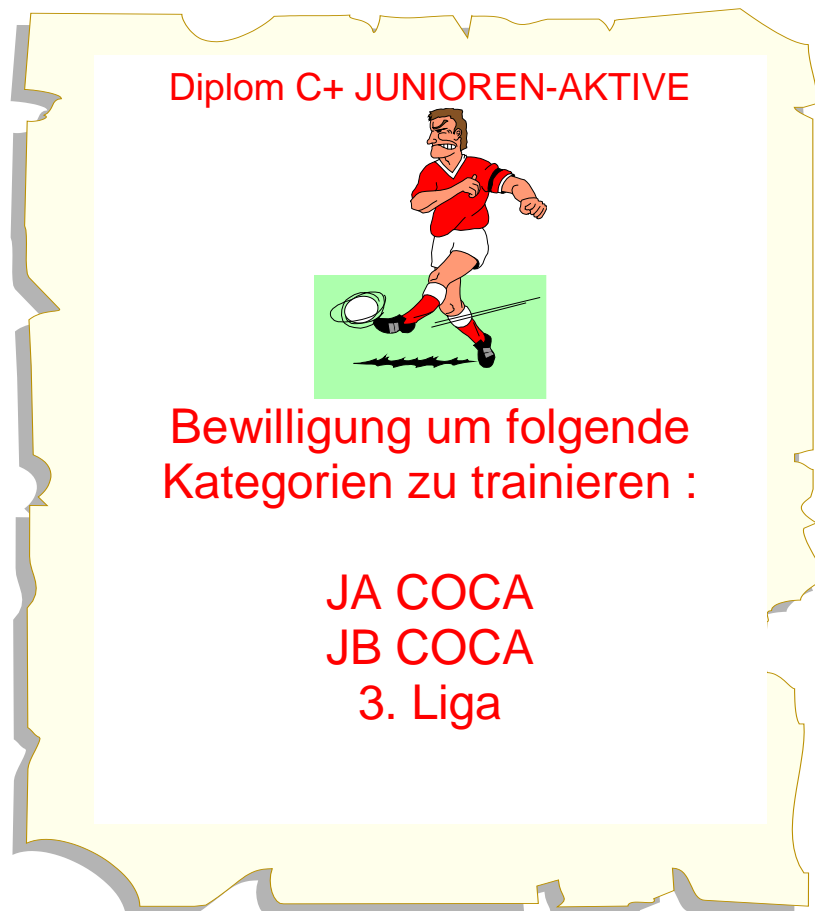 Diplom C+ JUNIOREN-AKTIVE
Bewilligung um folgende
Kategorien zu trainieren :
JA COCA
JB COCA
3. Liga